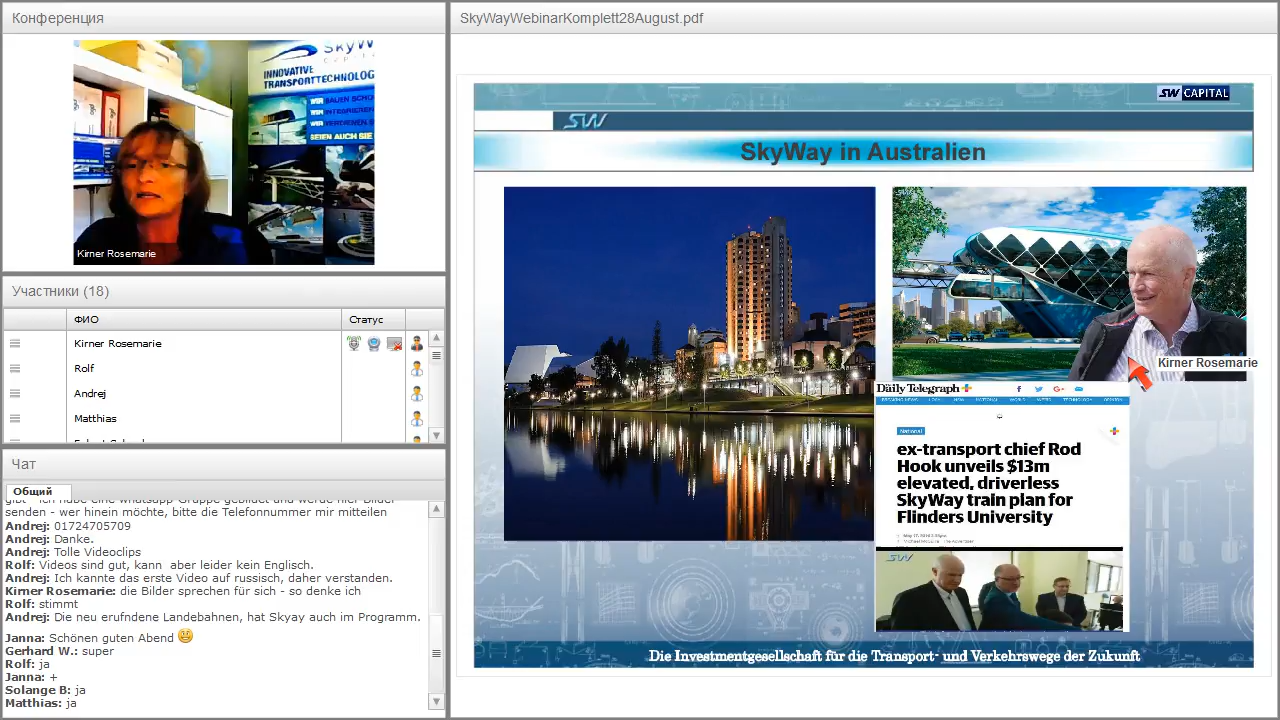 Конференция
SkyW
INNOVATIVE
TRANSPORTTECHNOLOG
SEIEN AUCH SIE
Kirner Rosemarie
Участники (18)
ФИО
Статус
Kirner Rosemarie
Rolf
Andrej
Matthias
Чат
Общий
senden - wer hinein möchte, bitte die Telefonnummer mir mitteilen
Andrej: 01724705709
Andrej: Danke.
Andrej: Tolle Videoclips
Rolf: Videos sind gut, kann aber leider kein Englisch.
Andrej: Ich kannte das erste Video auf russisch, daher verstanden.
Kirner Rosemarie: die Bilder sprechen für sich - so denke ich
Rolf: stimmt
Andrej: Die neu erufndene Landebahnen, hat Skyay auch im Programm.
Janna: Schönen guten Abend
Gerhard W.: super
Rolf: ja
Janna: +
Solange B: ja
Matthias: ja
SkyWayWebinarKomplett28August.pdf
SW CAPITAL
SW
SkyWay in Australien
Kirner Rosemarie
Daily Telegraph
National
ex-transport chief Rod
Hook unveils $13m
elevated, driverless
SkyWay train plan for
Flinders University
SW
Die Investmentgesellschaft für die Transport- und Verkehrswege der Zukunft